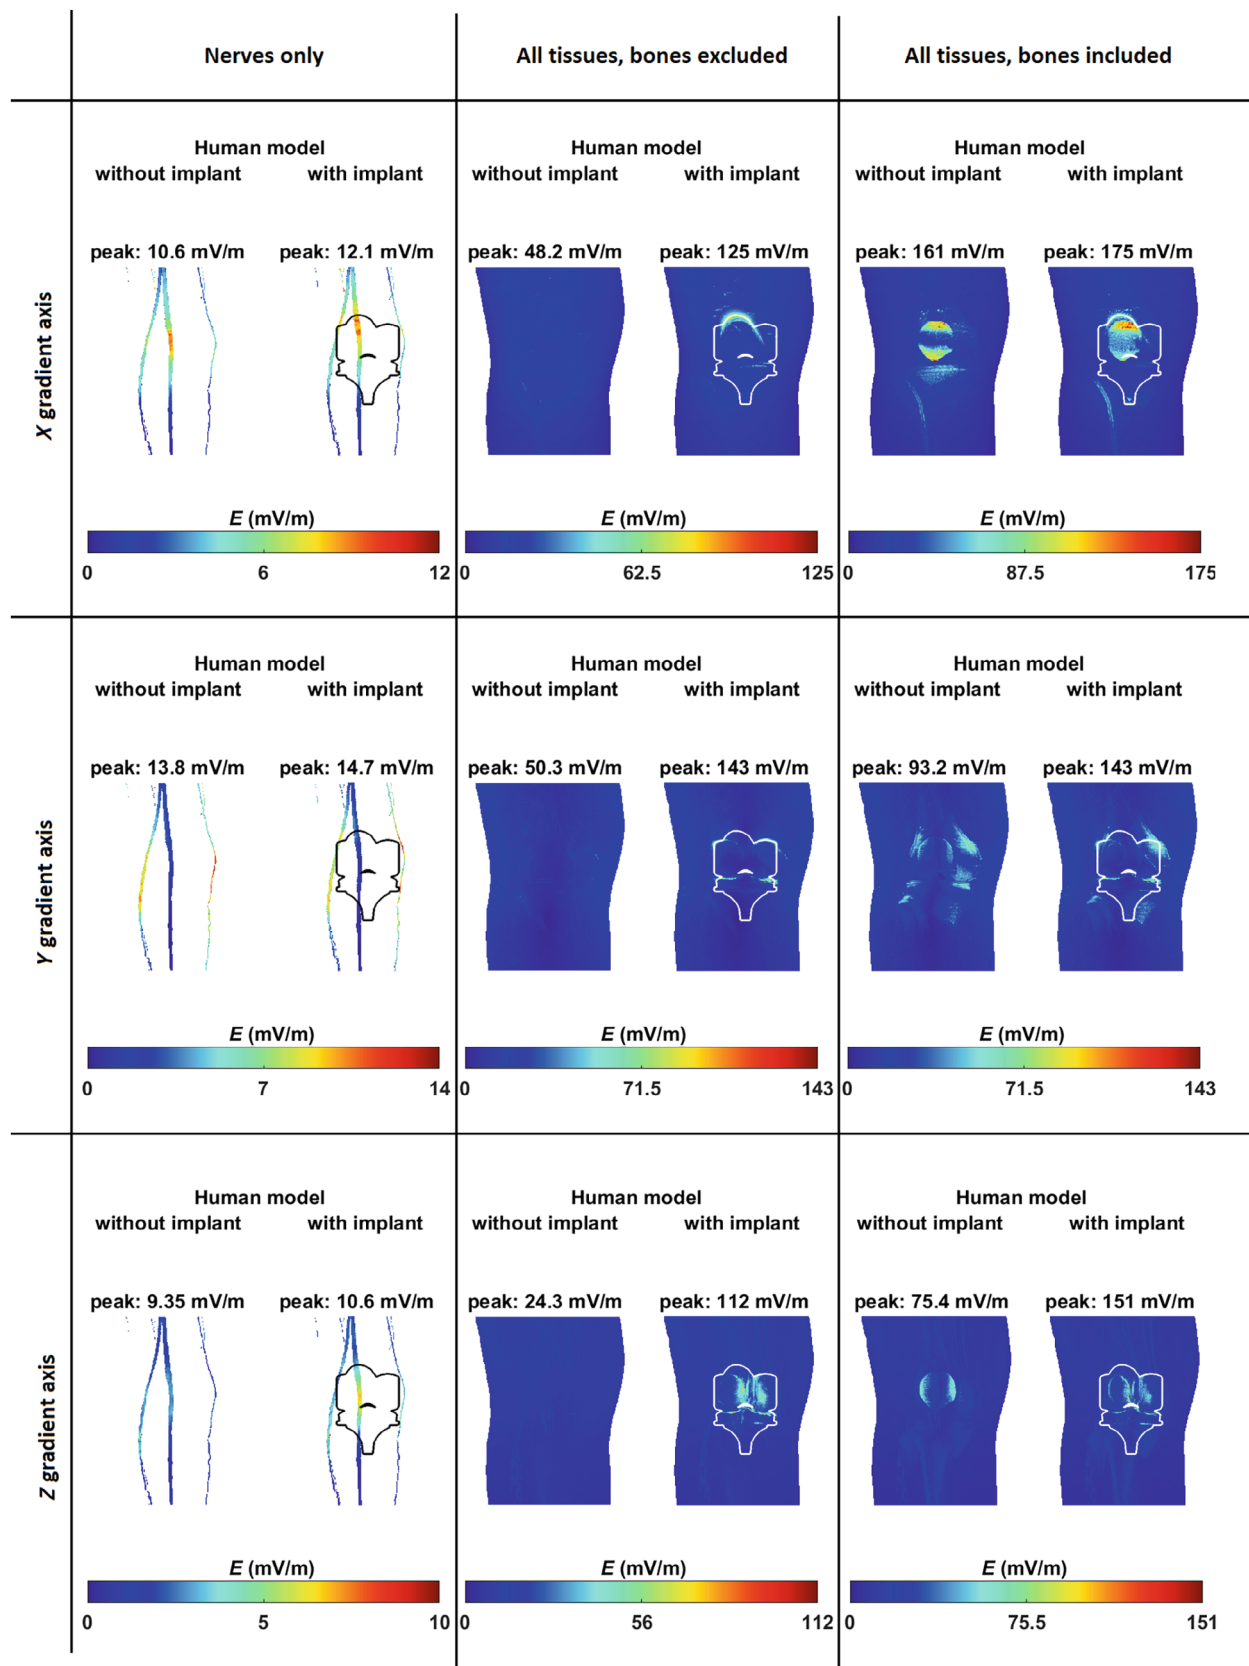 Nerves only
All tissues, bones excluded
All tissues, bones included
X gradient axis
Human model
without implant
with implant
peak: 10.6 mV/m
peak: 12.1 mV/m
E (mV/m)
0
6
12
Human model
without implant
with implant
peak: 48.2 mV/m
peak: 125 mV/m
E (mV/m)
0
62.5
125
Human model
without implant
with implant
peak: 161 mV/m
peak: 175 mV/m
E (mV/m)
0
87.5
175
Y gradient axis
Human model
without implant
with implant
peak: 13.8 mV/m
peak: 14.7 mV/m
E (mV/m)
0
7
14
Human model
without implant
with implant
peak: 50.3 mV/m
peak: 143 mV/m
E (mV/m)
0
71.5
143
Human model
without implant
with implant
peak: 93.2 mV/m
peak: 143 mV/m
E (mV/m)
0
71.5
143
Z gradient axis
Human model
without implant
with implant
peak: 9.35 mV/m
peak: 10.6 mV/m
E (mV/m)
0
5
10
Human model
without implant
with implant
peak: 24.3 mV/m
peak: 112 mV/m
E (mV/m)
0
56
112
Human model
without implant
with implant
peak: 75.4 mV/m
peak: 151 mV/m
E (mV/m)
0
75.5
151